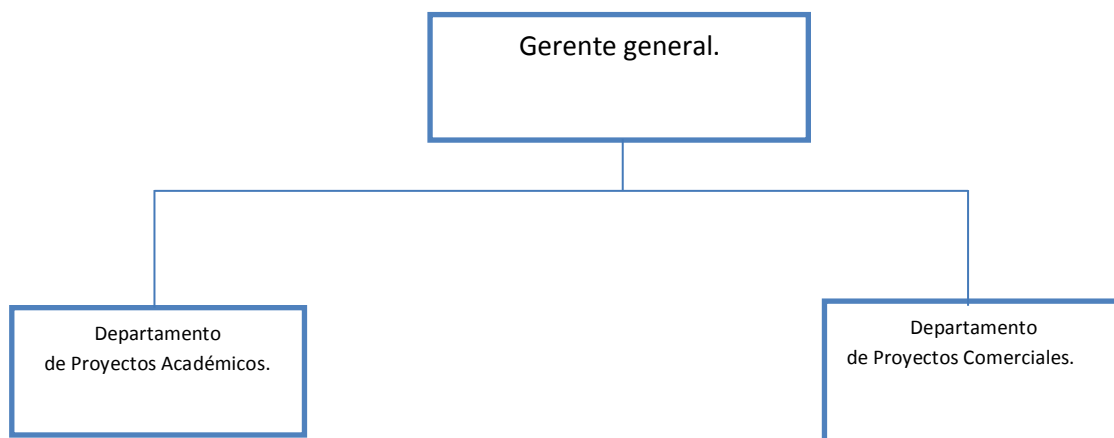 Gerente general.
Departamento
de Proyectos Académicos.
Departamento
de Proyectos Comerciales.